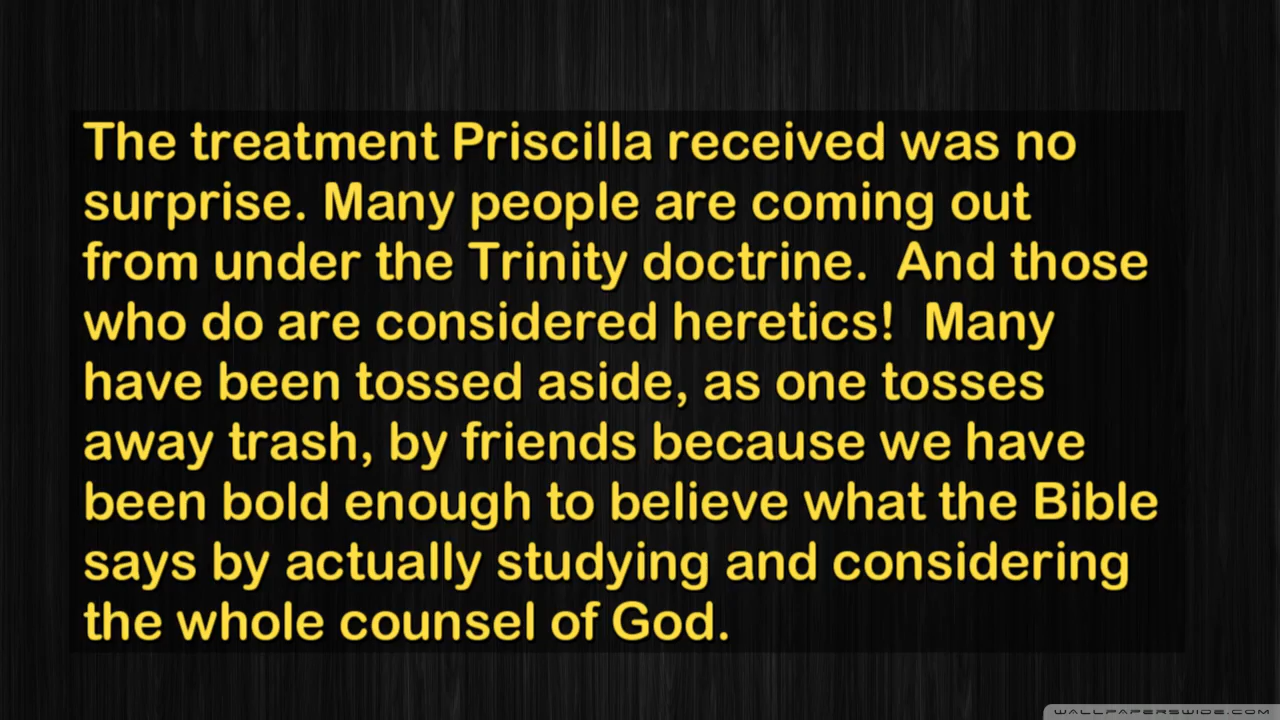 The treatment Priscilla received was no
surprise. Many people are coming out
from under the Trinity doctrine.  And those
who do are considered heretics!  Many
have been tossed aside, as one tosses
away trash, by friends because we have
been bold enough to believe what the Bible
says by actually studying and considering
the whole counsel of God.
WALLPAPERSWIDE.COM